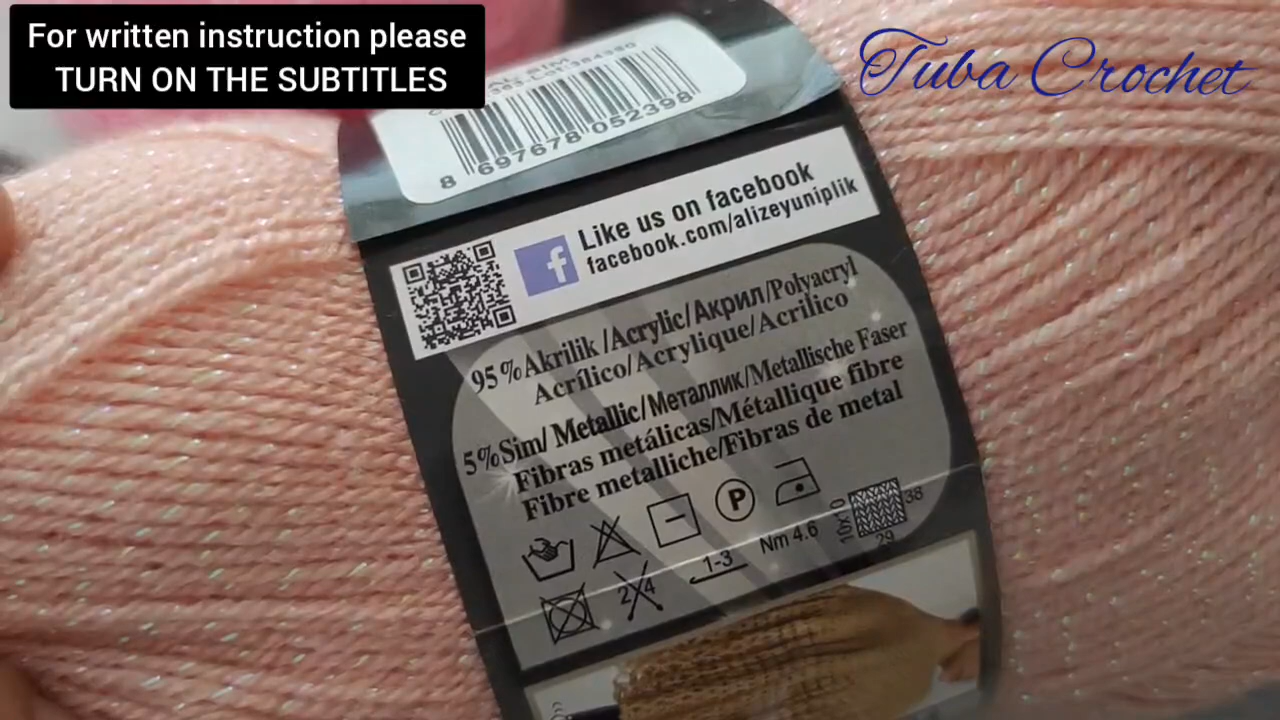 For written instruction please
TURN ON THE SUBTITLES
Tuba Crochet
8 697678 052398
Like us on facebook
facebook.com/alizeyuniplik
95%Akrilik/Acrylic/Акрил/Polyacryl
Acrílico/Acrylique/Acrilico
5%Sim/Metallic/Металлик/Metallische Faser
Fibras metálicas/Métallique fibre
Fibre metalliche/Fibras de metal
P
2 4
1-3
Nm 4.6
10x10
38
29